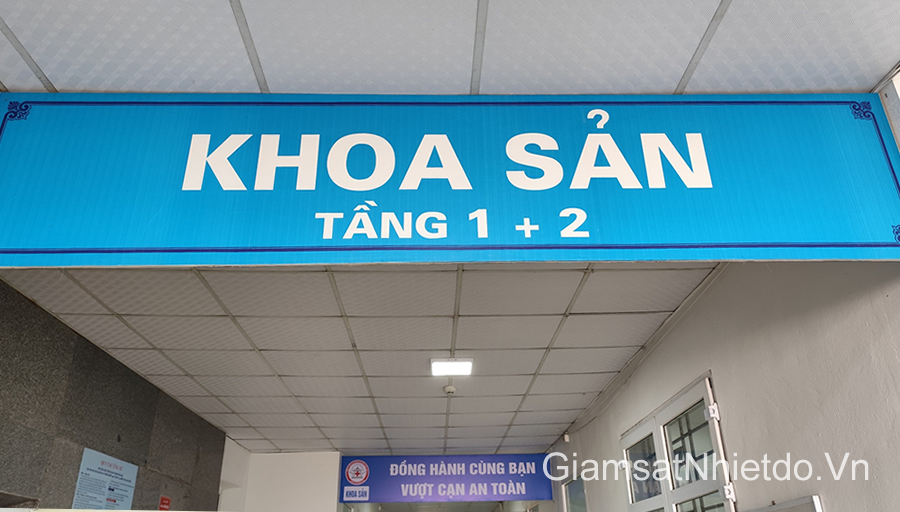 KHOA SẢN
TẦNG 1 + 2
ĐỒNG HÀNH CÙNG BẠN
VƯỢT CẠN AN TOÀN
KHOA SẢN
GiamsatNhietdo.Vn